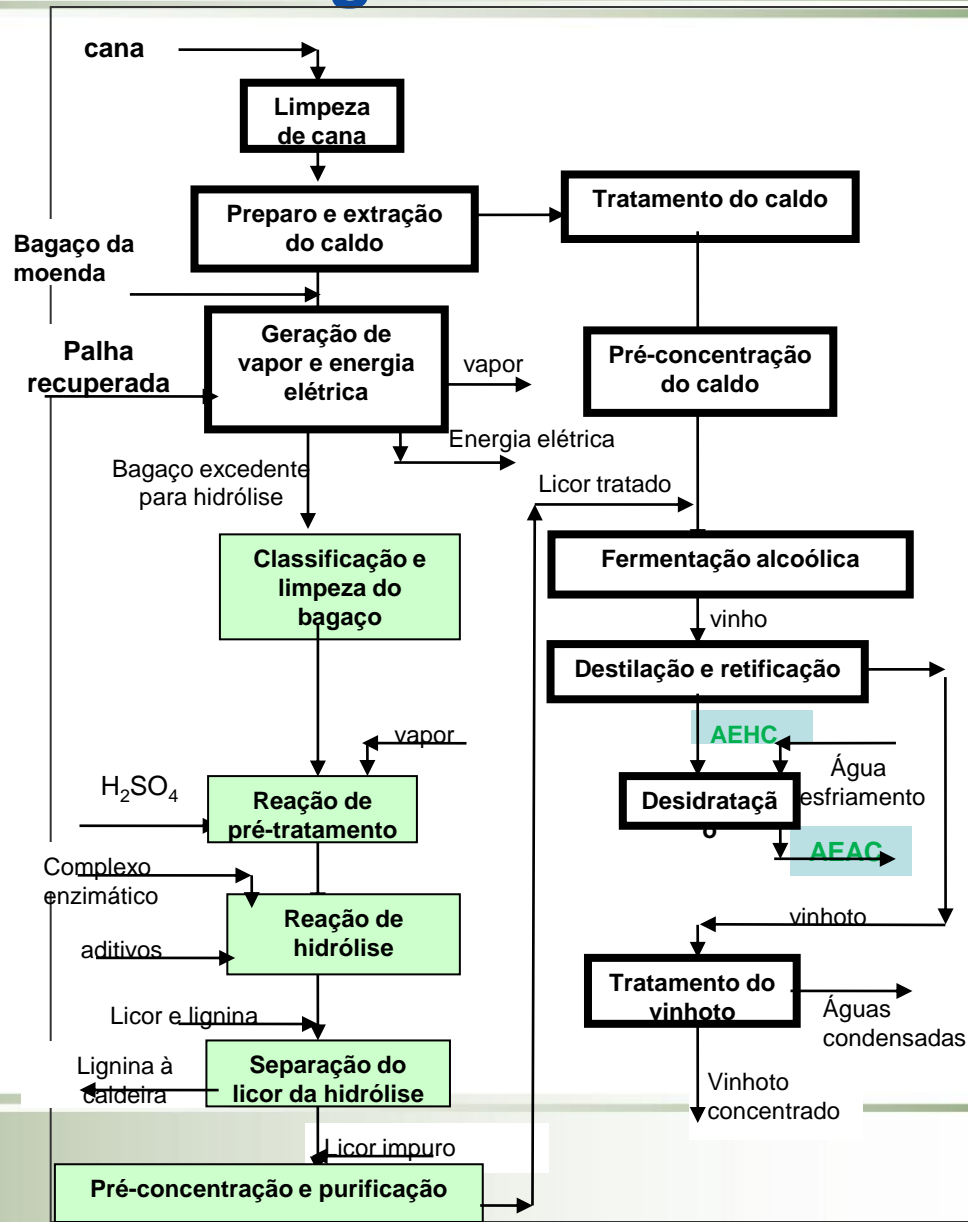 cana
Limpeza
de cana
Preparo e extração
do caldo
Tratamento do caldo
Bagaço da
moenda
Geração de
vapor e energia
elétrica
vapor
Palha
recuperada
Pré-concentração
do caldo
Energia elétrica
Bagaço excedente
para hidrólise
Licor tratado
Classificação e
limpeza do
bagaço
Fermentação alcoólica
vinho
Destilação e retificação
AEHC
vapor
H₂SO₄
Reação de
pré-tratamento
Água
esfriamento
Desidrataçã
o
AEAC
Complexo
enzimático
Reação de
hidrólise
aditivos
vinhoto
Tratamento do
vinhoto
Águas
condensadas
Licor e lignina
Separação do
licor da hidrólise
Lignina à
caldeira
Vinhoto
concentrado
Licor impuro
Pré-concentração e purificação